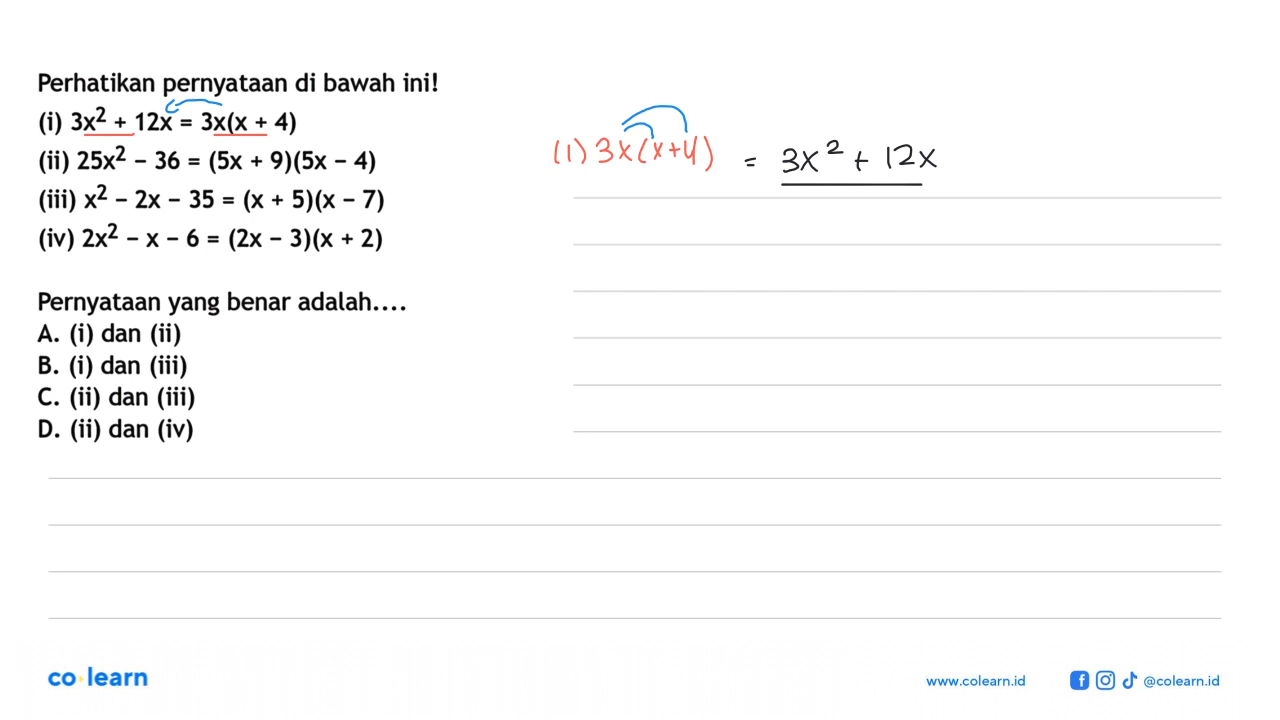 Perhatikan pernyataan di bawah ini!
(i) 3x² + 12x = 3x(x + 4)
(ii) 25x² − 36 = (5x + 9)(5x − 4)
(iii) x² − 2x − 35 = (x + 5)(x − 7)
(iv) 2x² − x − 6 = (2x − 3)(x + 2)
Pernyataan yang benar adalah....
A. (i) dan (ii)
B. (i) dan (iii)
C. (ii) dan (iii)
D. (ii) dan (iv)
(1) 3x(x+4) = 3x² + 12x
co learn
www.colearn.id
@colearn.id